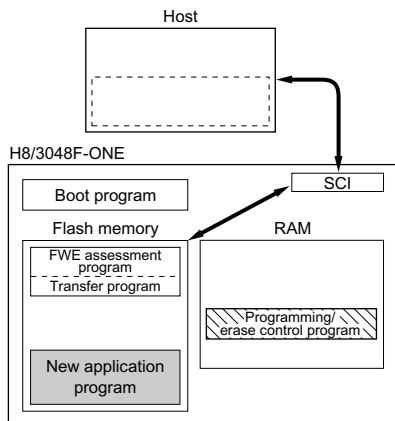 Host
H8/3048F-ONE
SCI
Boot program
Flash memory
RAM
FWE assessment
program
Transfer program
Programming/
erase control program
New application
program